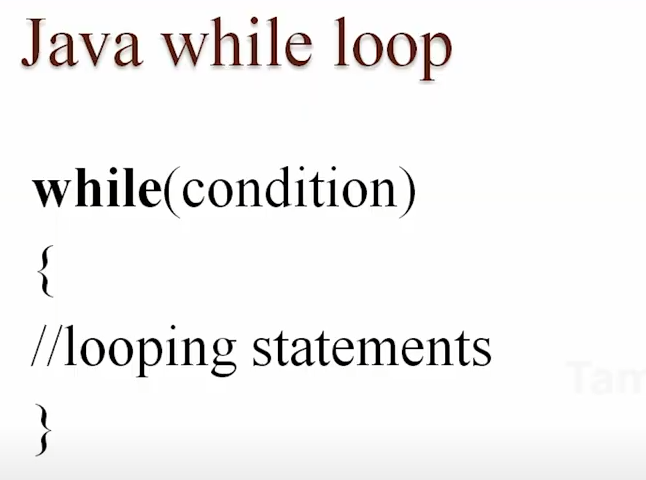 Java while loop
while(condition)
{
//looping statements
}